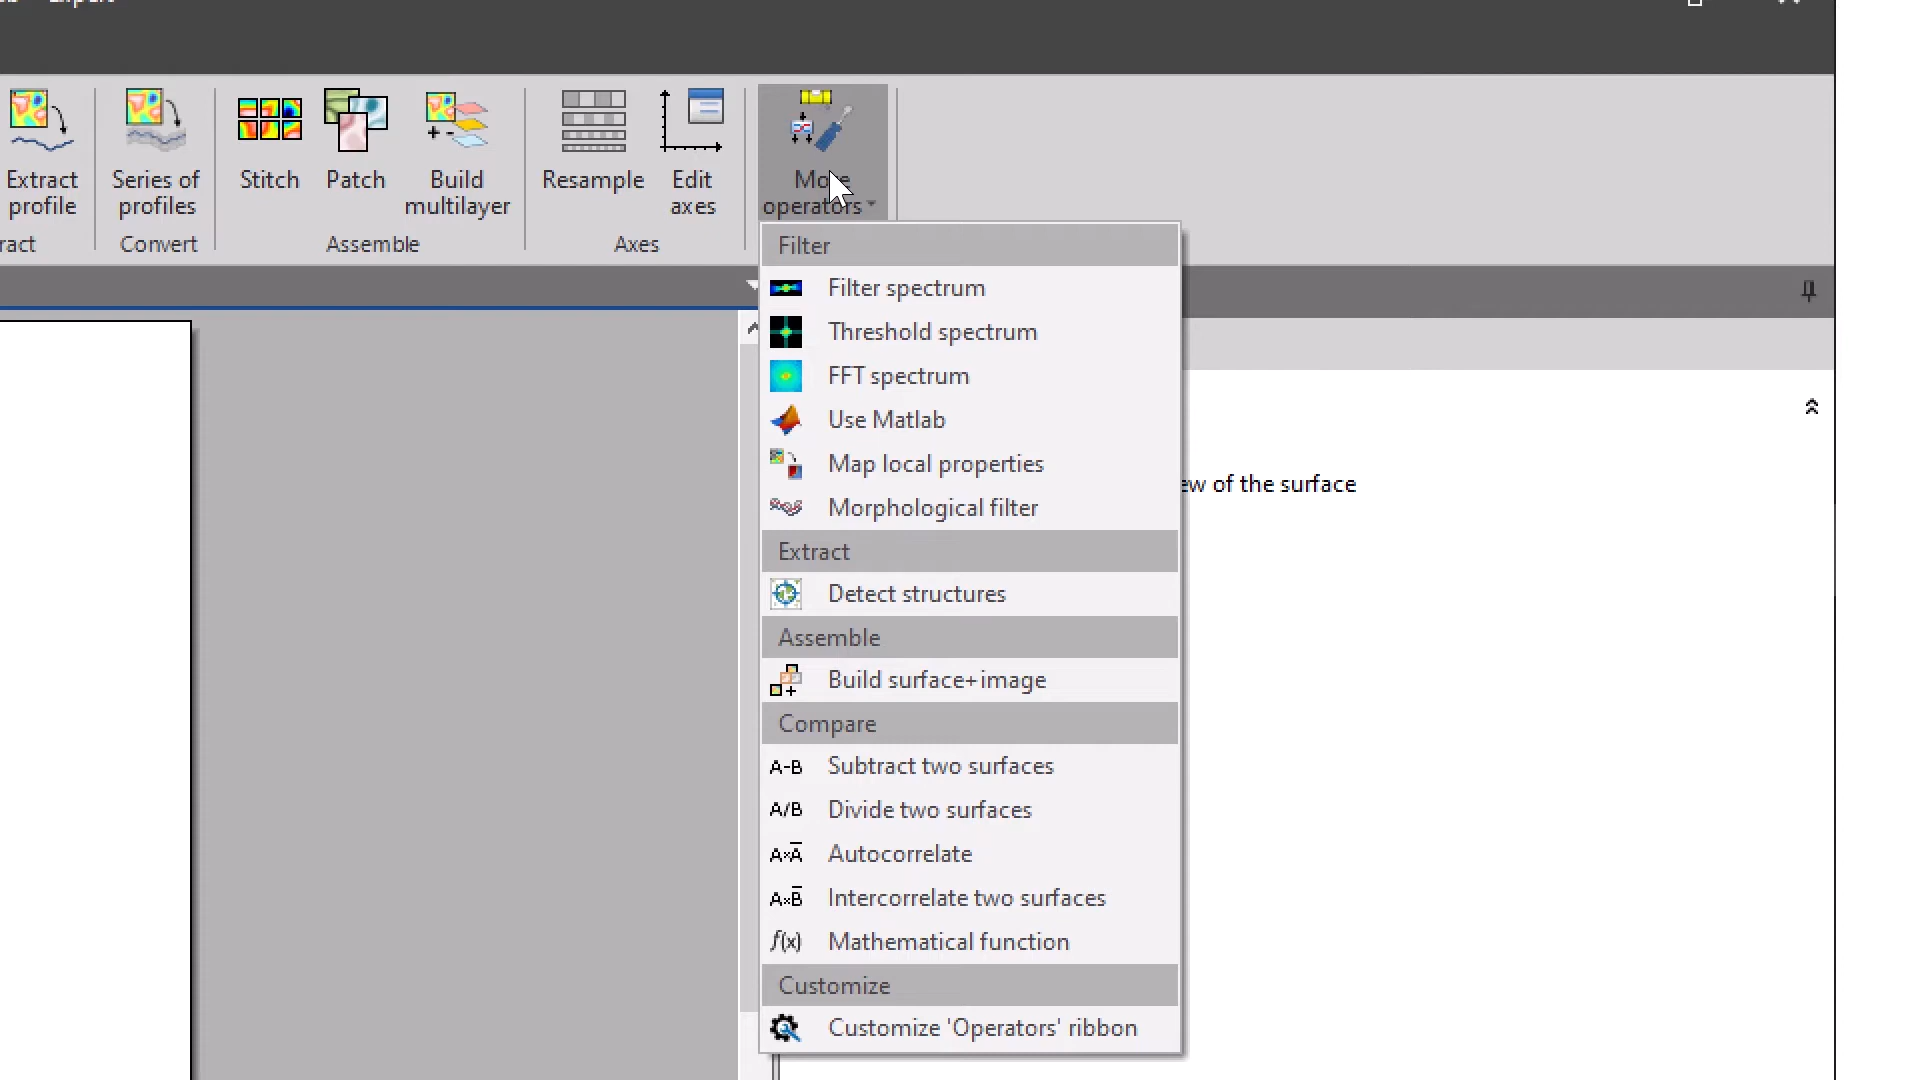 Extract
profile
Series of
profiles
Stitch
Patch
Build
multilayer
Resample
Edit
axes
operators
ract
Convert
Assemble
Axes
Filter
Filter spectrum
Threshold spectrum
FFT spectrum
Use Matlab
Map local properties
Morphological filter
Extract
Detect structures
Assemble
Build surface+image
Compare
A-B Subtract two surfaces
A/B Divide two surfaces
A×A̅ Autocorrelate
A×B̅ Intercorrelate two surfaces
f(x) Mathematical function
Customize
Customize 'Operators' ribbon
ew of the surface